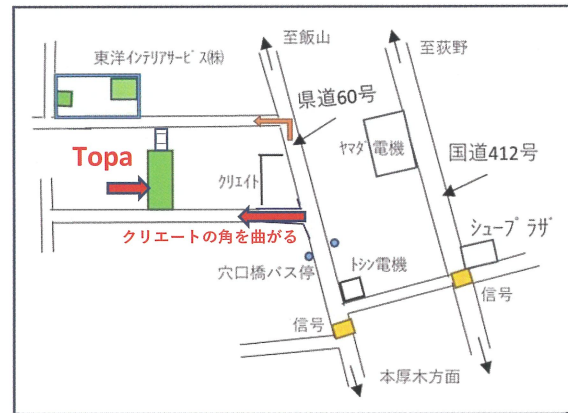 至飯山
至荻野
東洋インテリアサービス㈱
県道60号
ヤマダ電機
Topa
国道412号
クリエイト
シュープラザ
クリエートの角を曲がる
穴口橋バス停
トシン電機
信号
信号
本厚木方面